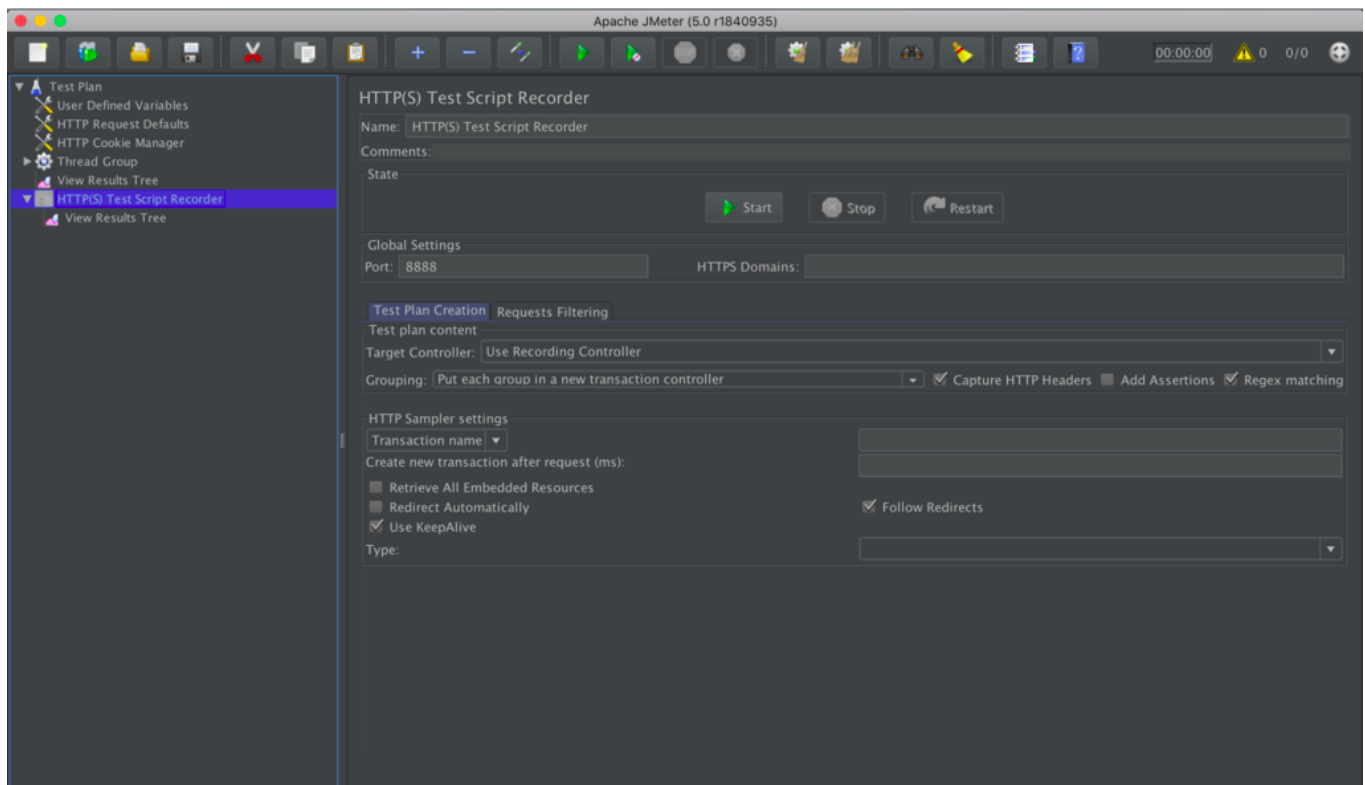 Apache JMeter (5.0 r1840935)
00:00:00 0 0/0
Test Plan
User Defined Variables
HTTP Request Defaults
HTTP Cookie Manager
Thread Group
View Results Tree
HTTP(S) Test Script Recorder
View Results Tree
HTTP(S) Test Script Recorder
Name: HTTP(S) Test Script Recorder
Comments:
State
Start Stop Restart
Global Settings
Port: 8888 HTTPS Domains:
Test Plan Creation Requests Filtering
Test plan content
Target Controller: Use Recording Controller
Grouping: Put each group in a new transaction controller Capture HTTP Headers Add Assertions Regex matching
HTTP Sampler settings
Transaction name
Create new transaction after request (ms):
Retrieve All Embedded Resources
Redirect Automatically Follow Redirects
Use KeepAlive
Type: